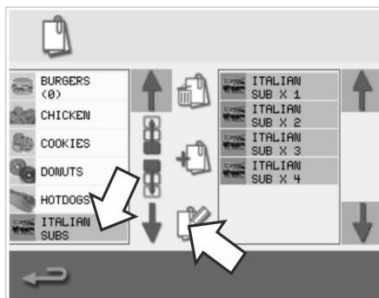 BURGERS
(0)
CHICKEN
COOKIES
DONUTS
HOTDOGS
ITALIAN
SUBS
ITALIAN
SUB X 1
ITALIAN
SUB X 2
ITALIAN
SUB X 3
ITALIAN
SUB X 4